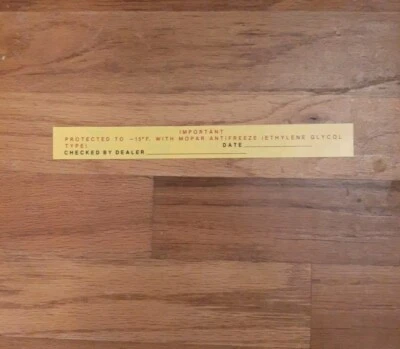 IMPORTANT
PROTECTED TO -15°F. WITH MOPAR ANTIFREEZE (ETHYLENE GLYCOL
TYPE) DATE
CHECKED BY DEALER